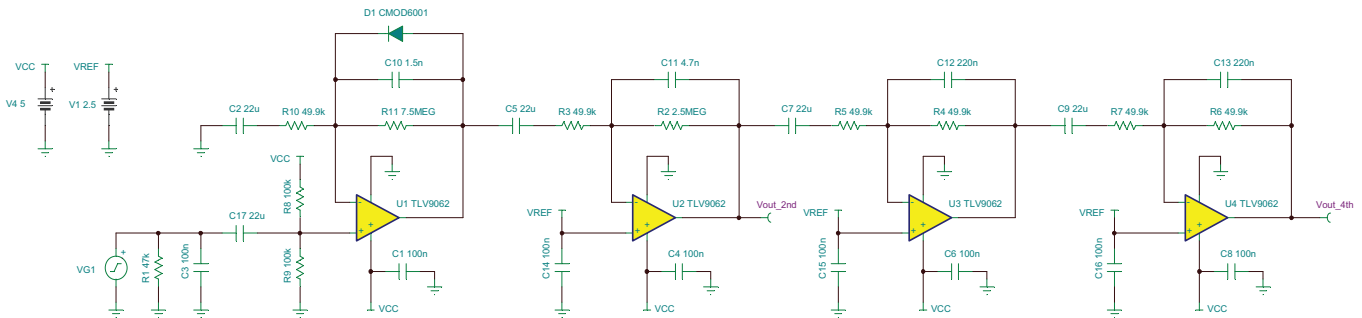 D1 CMOD6001
VCC
VREF
V4 5
V1 2.5
+
+
C10 1.5n
C11 4.7n
C12 220n
C13 220n
C2 22u
R10 49.9k
R11 7.5MEG
C5 22u
R3 49.9k
R2 2.5MEG
C7 22u
R5 49.9k
R4 49.9k
C9 22u
R7 49.9k
R6 49.9k
VCC
R8 100k
C17 22u
U1 TLV9062
U2 TLV9062
U3 TLV9062
U4 TLV9062
Vout_2nd
Vout_4th
VREF
VREF
VREF
VG1
+
R1 47k
C3 100n
R9 100k
C1 100n
C14 100n
C4 100n
C15 100n
C6 100n
C16 100n
C8 100n
VCC
VCC
VCC
VCC